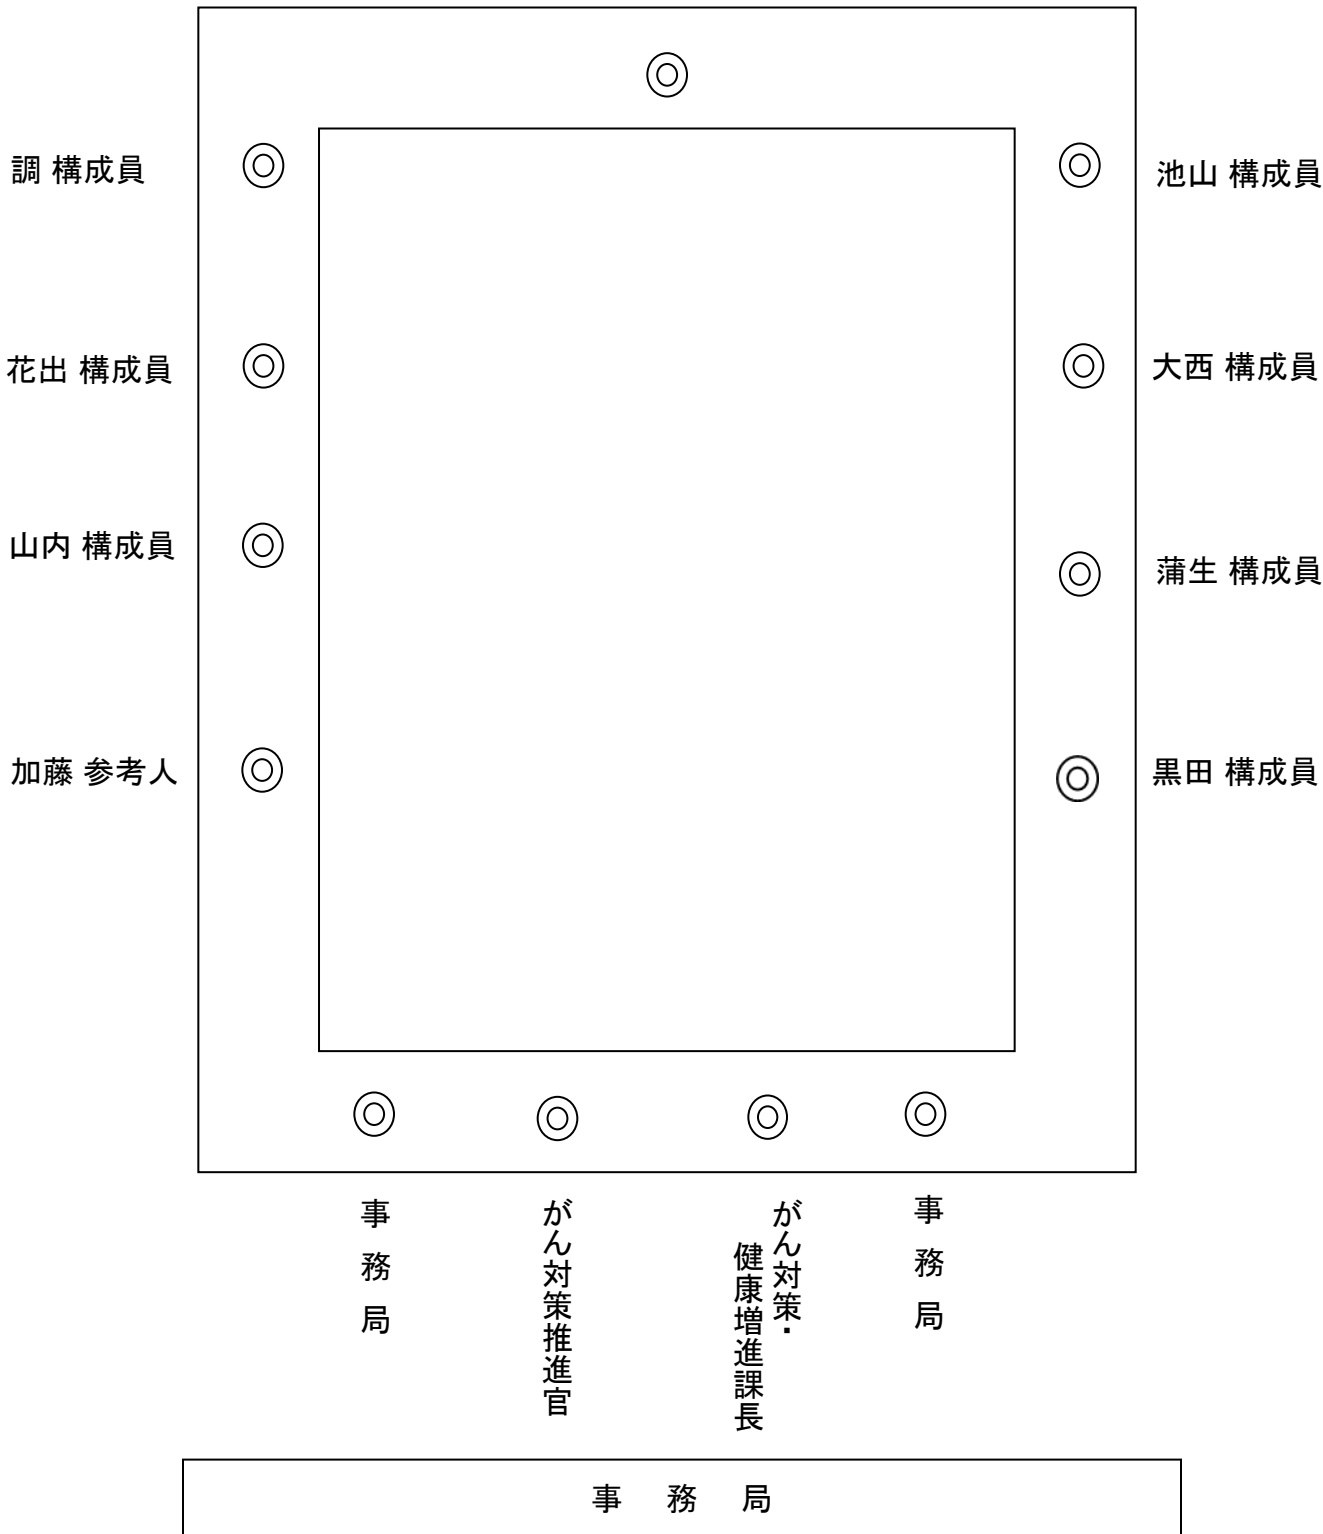 調 構成員
池山 構成員
花出 構成員
大西 構成員
山内 構成員
蒲生 構成員
加藤 参考人
黒田 構成員
事務局
がん対策推進官
がん対策・
健康増進課長
事務局
事 務 局